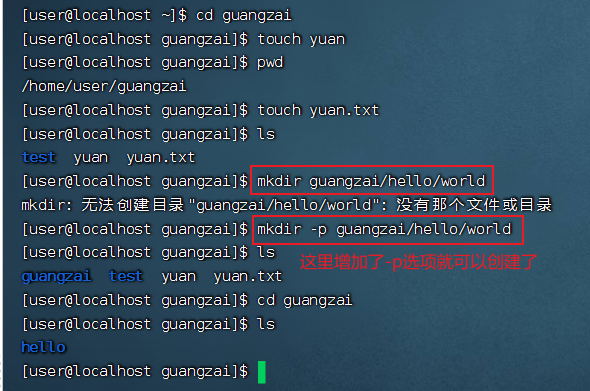 [user@localhost ~]$ cd guangzai
[user@localhost guangzai]$ touch yuan
[user@localhost guangzai]$ pwd
/home/user/guangzai
[user@localhost guangzai]$ touch yuan.txt
[user@localhost guangzai]$ ls
test  yuan  yuan.txt
[user@localhost guangzai]$ mkdir guangzai/hello/world
mkdir: 无法创建目录"guangzai/hello/world": 没有那个文件或目录
[user@localhost guangzai]$ mkdir -p guangzai/hello/world
[user@localhost guangzai]$ ls
这里增加了-p选项就可以创建了
guangzai  test  yuan  yuan.txt
[user@localhost guangzai]$ cd guangzai
[user@localhost guangzai]$ ls
hello
[user@localhost guangzai]$